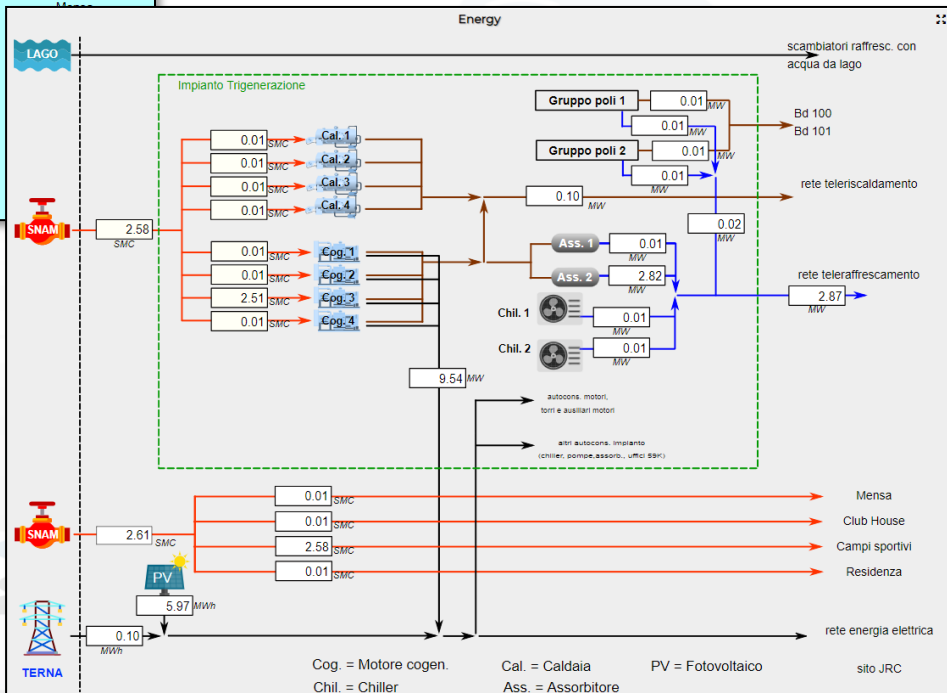 Mensa
Energy
LAGO
scambiatori raffresc. con
acqua da lago
Impianto Trigenerazione
Gruppo poli 1
0.01 MW
0.01 MW
Bd 100
Bd 101
Gruppo poli 2
0.01 MW
0.01 MW
0.01 SMC Cal. 1
0.01 SMC Cal. 2
0.01 SMC Cal. 3
0.01 SMC Cal. 4
rete teleriscaldamento
0.10 MW
SNAM
2.58 SMC
0.02 MW
0.01 SMC Cog. 1
0.01 SMC Cog. 2
2.51 SMC Cog. 3
0.01 SMC Cog. 4
Ass. 1 0.01 MW
Ass. 2 2.82 MW
rete teleraffrescamento
2.87 MW
Chil. 1
0.01 MW
Chil. 2
0.01 MW
9.54 MW
autocons. motori,
torri e ausiliari motori
altri autocons. impianto
(chiller, pompe,assorb., uffici 59K)
0.01 SMC Mensa
0.01 SMC Club House
SNAM
2.61 SMC
2.58 SMC Campi sportivi
0.01 SMC Residenza
PV
5.97 MWh
0.10 MWh
rete energia elettrica
TERNA
Cog. = Motore cogen. Cal. = Caldaia PV = Fotovoltaico sito JRC
Chil. = Chiller Ass. = Assorbitore